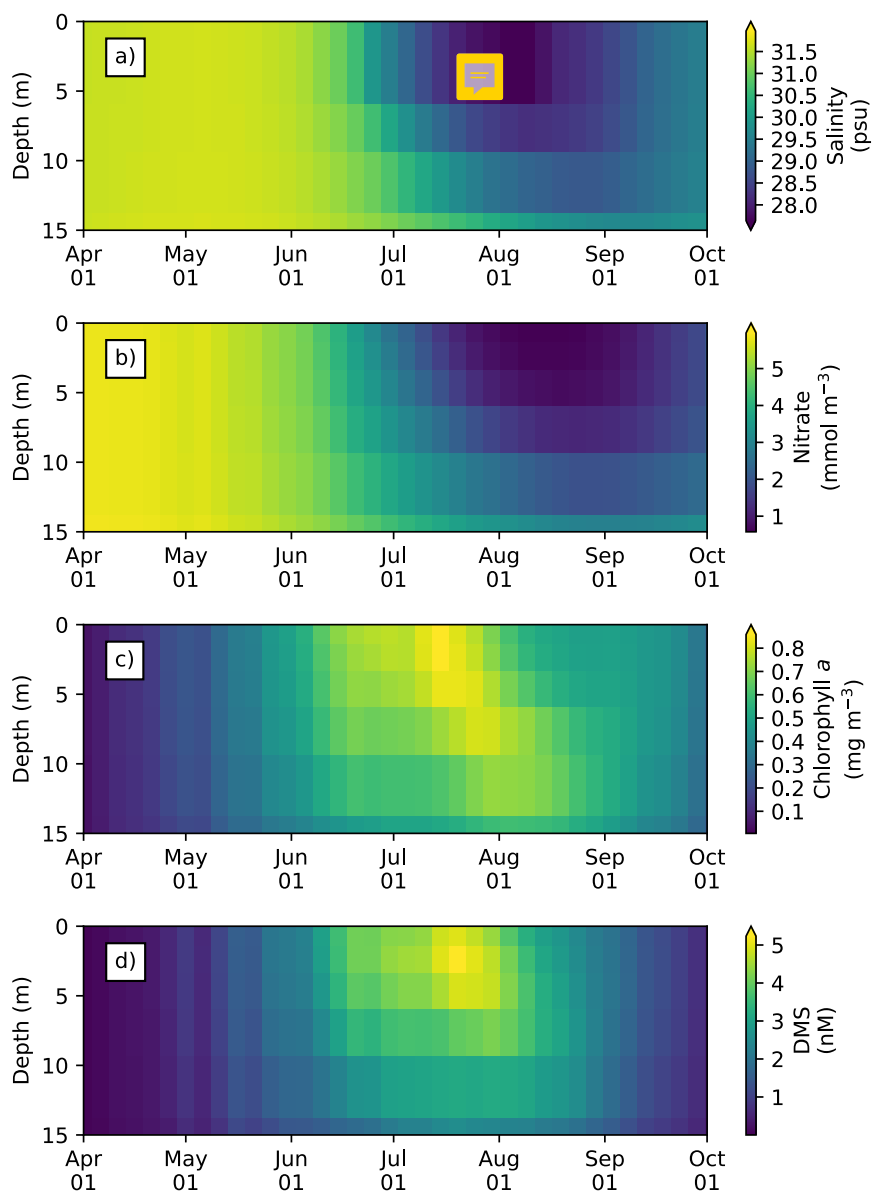 a)
0
5
10
15
Depth (m)
Apr
01
May
01
Jun
01
Jul
01
Aug
01
Sep
01
Oct
01
31.5
31.0
30.5
30.0
29.5
29.0
28.5
28.0
Salinity
(psu)
b)
0
5
10
15
Depth (m)
Apr
01
May
01
Jun
01
Jul
01
Aug
01
Sep
01
Oct
01
5
4
3
2
1
Nitrate
(mmol m⁻³)
c)
0
5
10
15
Depth (m)
Apr
01
May
01
Jun
01
Jul
01
Aug
01
Sep
01
Oct
01
0.8
0.7
0.6
0.5
0.4
0.3
0.2
0.1
Chlorophyll a
(mg m⁻³)
d)
0
5
10
15
Depth (m)
Apr
01
May
01
Jun
01
Jul
01
Aug
01
Sep
01
Oct
01
5
4
3
2
1
DMS
(nM)